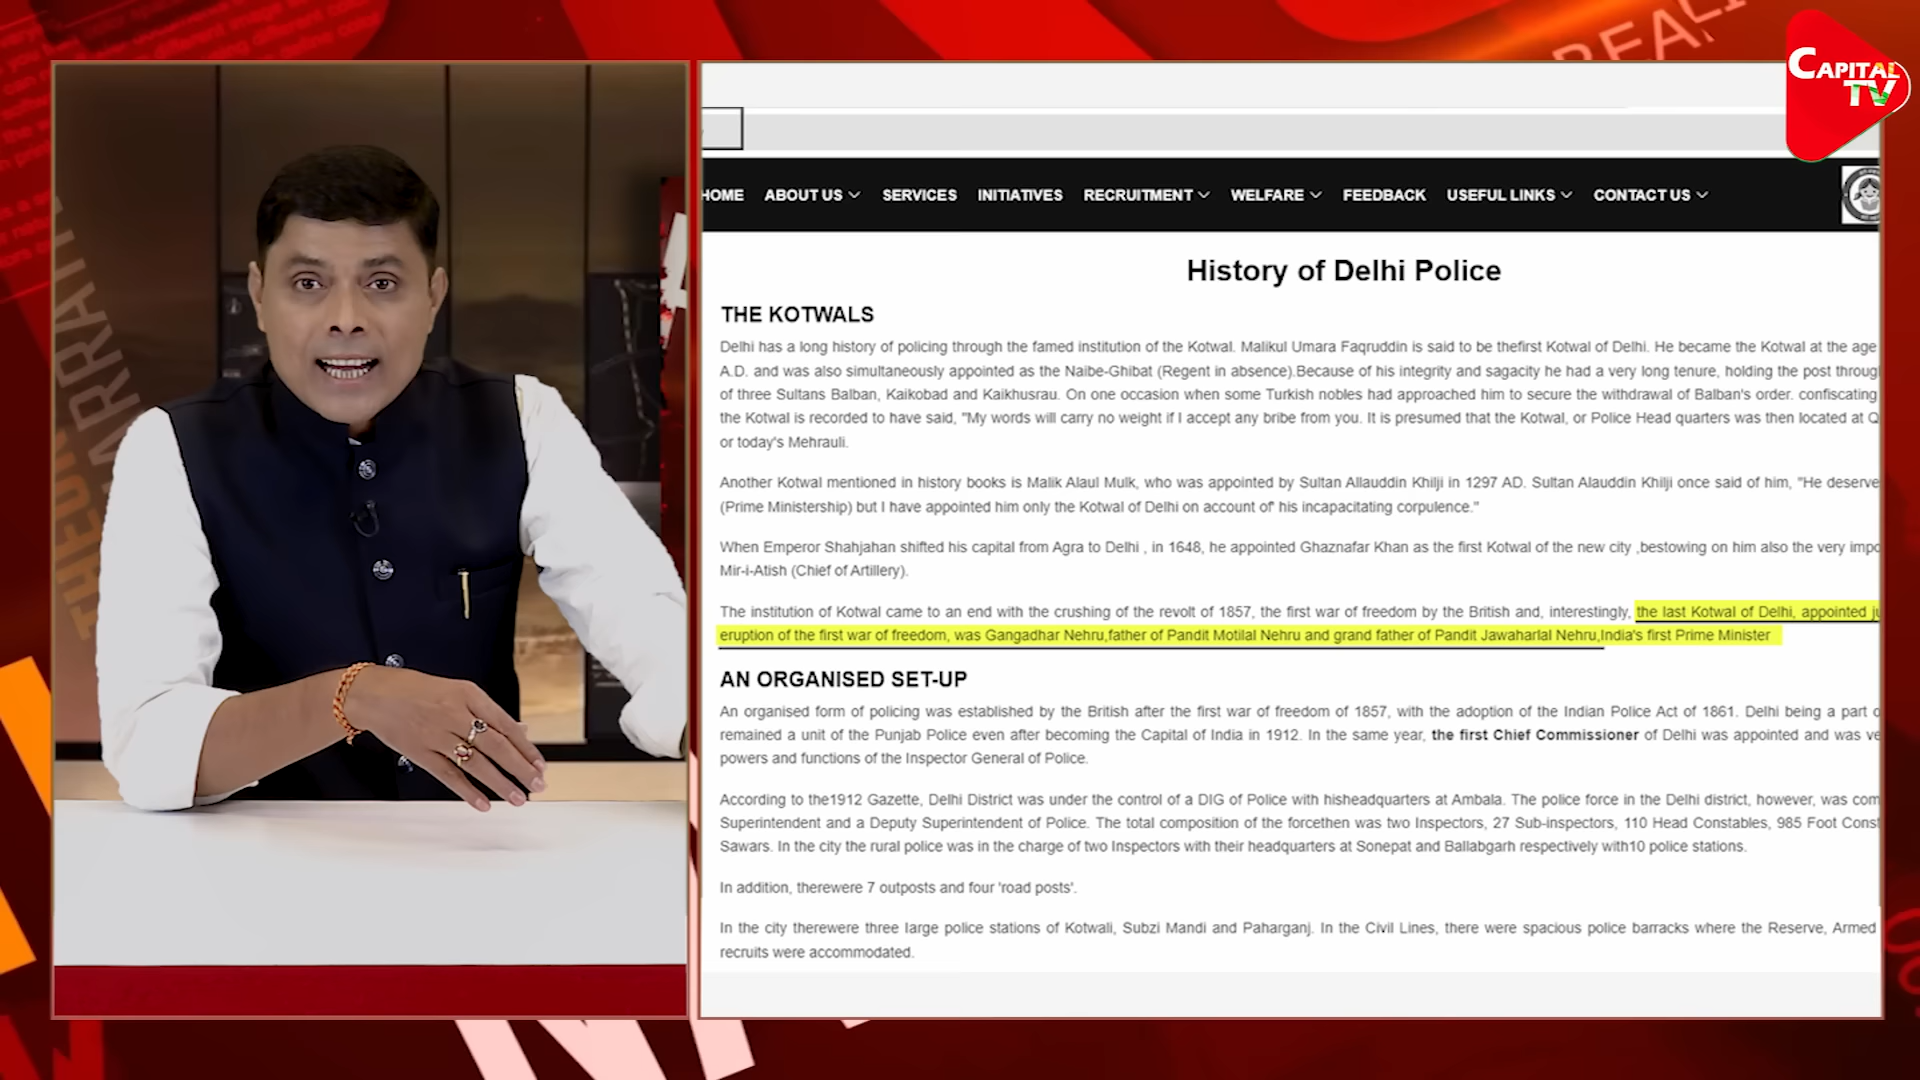 REAL
CAPITAL
TV
HOME ABOUT US SERVICES INITIATIVES RECRUITMENT WELFARE FEEDBACK USEFUL LINKS CONTACT US
History of Delhi Police
THE KOTWALS
Delhi has a long history of policing through the famed institution of the Kotwal. Malikul Umara Faqruddin is said to be thefirst Kotwal of Delhi. He became the Kotwal at the age
A.D. and was also simultaneously appointed as the Naibe-Ghibat (Regent in absence).Because of his integrity and sagacity he had a very long tenure, holding the post throug
of three Sultans Balban, Kaikobad and Kaikhusrau. On one occasion when some Turkish nobles had approached him to secure the withdrawal of Balban's order. confiscating
the Kotwal is recorded to have said, "My words will carry no weight if I accept any bribe from you. It is presumed that the Kotwal, or Police Head quarters was then located at Q
or today's Mehrauli.
Another Kotwal mentioned in history books is Malik Alaul Mulk, who was appointed by Sultan Allauddin Khilji in 1297 AD. Sultan Alauddin Khilji once said of him, "He deserve
(Prime Ministership) but I have appointed him only the Kotwal of Delhi on account of his incapacitating corpulence."
When Emperor Shahjahan shifted his capital from Agra to Delhi , in 1648, he appointed Ghaznafar Khan as the first Kotwal of the new city ,bestowing on him also the very impo
Mir-i-Atish (Chief of Artillery).
The institution of Kotwal came to an end with the crushing of the revolt of 1857, the first war of freedom by the British and, interestingly, the last Kotwal of Delhi, appointed ju
eruption of the first war of freedom, was Gangadhar Nehru,father of Pandit Motilal Nehru and grand father of Pandit Jawaharlal Nehru,India's first Prime Minister
AN ORGANISED SET-UP
An organised form of policing was established by the British after the first war of freedom of 1857, with the adoption of the Indian Police Act of 1861. Delhi being a part o
remained a unit of the Punjab Police even after becoming the Capital of India in 1912. In the same year, the first Chief Commissioner of Delhi was appointed and was ve
powers and functions of the Inspector General of Police.
According to the1912 Gazette, Delhi District was under the control of a DIG of Police with hisheadquarters at Ambala. The police force in the Delhi district, however, was com
Superintendent and a Deputy Superintendent of Police. The total composition of the forcethen was two Inspectors, 27 Sub-inspectors, 110 Head Constables, 985 Foot Const
Sawars. In the city the rural police was in the charge of two Inspectors with their headquarters at Sonepat and Ballabgarh respectively with10 police stations.
In addition, therewere 7 outposts and four 'road posts'.
In the city therewere three large police stations of Kotwali, Subzi Mandi and Paharganj. In the Civil Lines, there were spacious police barracks where the Reserve, Armed
recruits were accommodated.